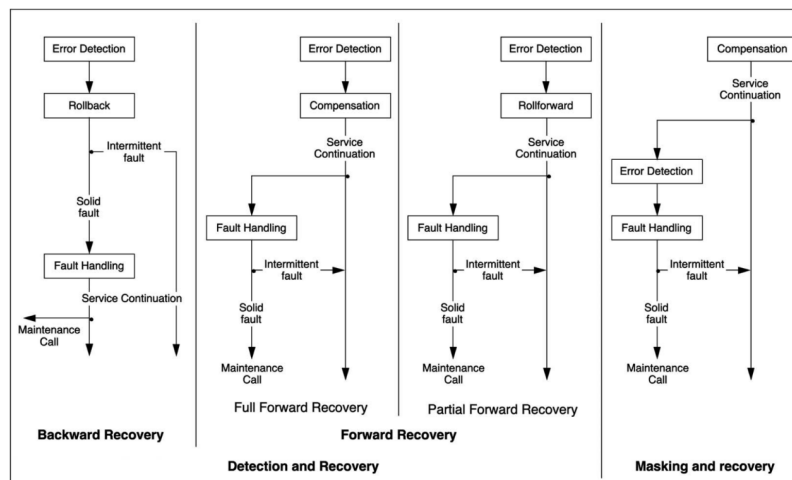 Error Detection
Rollback
Intermittent
fault
Solid
fault
Fault Handling
Service Continuation
Maintenance
Call
Backward Recovery
Error Detection
Compensation
Service
Continuation
Fault Handling
Intermittent
fault
Solid
fault
Maintenance
Call
Full Forward Recovery
Error Detection
Rollforward
Service
Continuation
Fault Handling
Intermittent
fault
Solid
fault
Maintenance
Call
Partial Forward Recovery
Forward Recovery
Detection and Recovery
Compensation
Service
Continuation
Error Detection
Fault Handling
Intermittent
fault
Solid
fault
Maintenance
Call
Masking and recovery